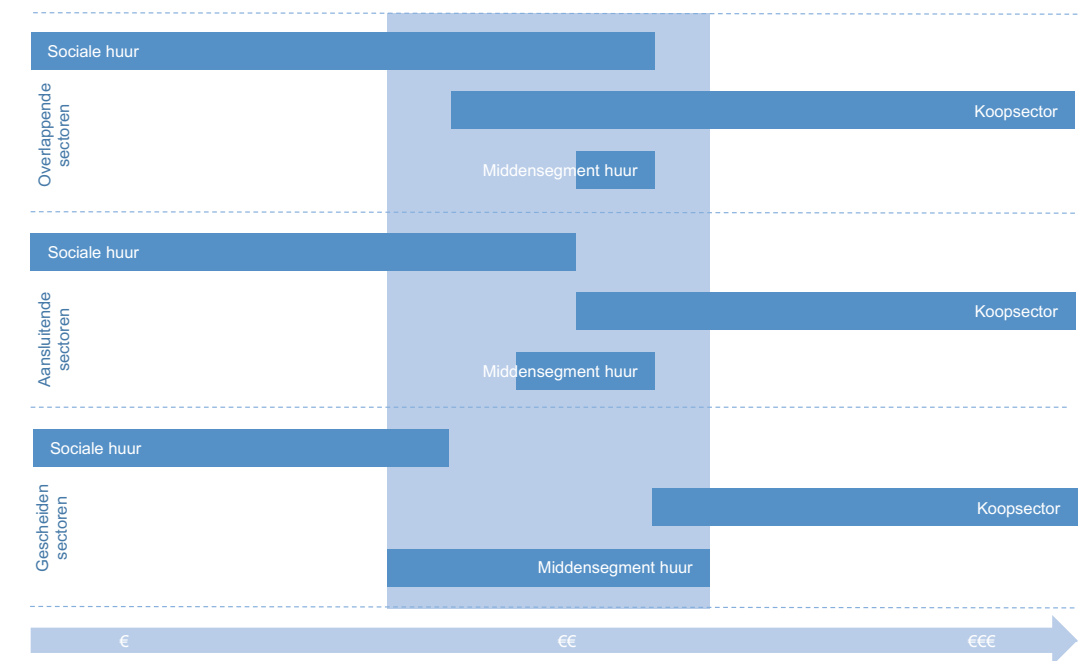 Sociale huur
Overlappende
sectoren
Koopsector
Middensegment huur
Sociale huur
Aansluitende
sectoren
Koopsector
Middensegment huur
Sociale huur
Gescheiden
sectoren
Koopsector
Middensegment huur
€ €€ €€€